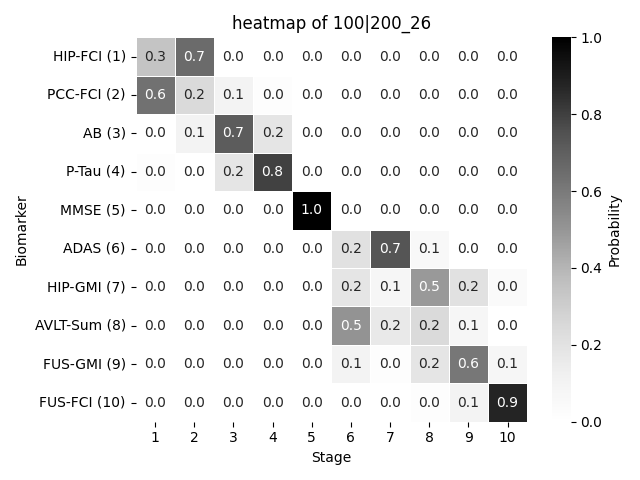 heatmap of 100|200_26
HIP-FCI (1) 0.3 0.7 0.0 0.0 0.0 0.0 0.0 0.0 0.0 0.0
PCC-FCI (2) 0.6 0.2 0.1 0.0 0.0 0.0 0.0 0.0 0.0 0.0
AB (3) 0.0 0.1 0.7 0.2 0.0 0.0 0.0 0.0 0.0 0.0
P-Tau (4) 0.0 0.0 0.2 0.8 0.0 0.0 0.0 0.0 0.0 0.0
MMSE (5) 0.0 0.0 0.0 0.0 1.0 0.0 0.0 0.0 0.0 0.0
ADAS (6) 0.0 0.0 0.0 0.0 0.0 0.2 0.7 0.1 0.0 0.0
HIP-GMI (7) 0.0 0.0 0.0 0.0 0.0 0.2 0.1 0.5 0.2 0.0
AVLT-Sum (8) 0.0 0.0 0.0 0.0 0.0 0.5 0.2 0.2 0.1 0.0
FUS-GMI (9) 0.0 0.0 0.0 0.0 0.0 0.1 0.0 0.2 0.6 0.1
FUS-FCI (10) 0.0 0.0 0.0 0.0 0.0 0.0 0.0 0.0 0.1 0.9
1 2 3 4 5 6 7 8 9 10
Stage
Biomarker
1.0
0.8
0.6
0.4
0.2
0.0
Probability